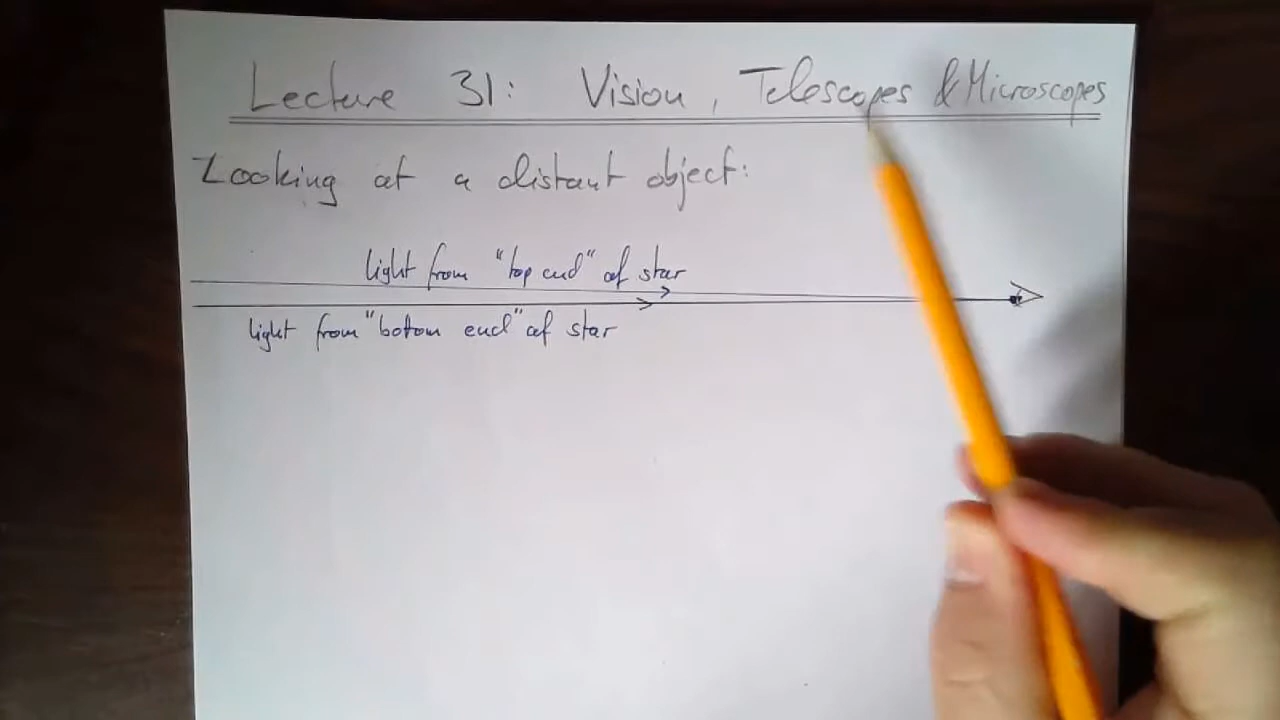 Lecture 31: Vision, Telescopes & Microscopes
Looking at a distant object:
light from "top end" of star
light from "bottom end" of star